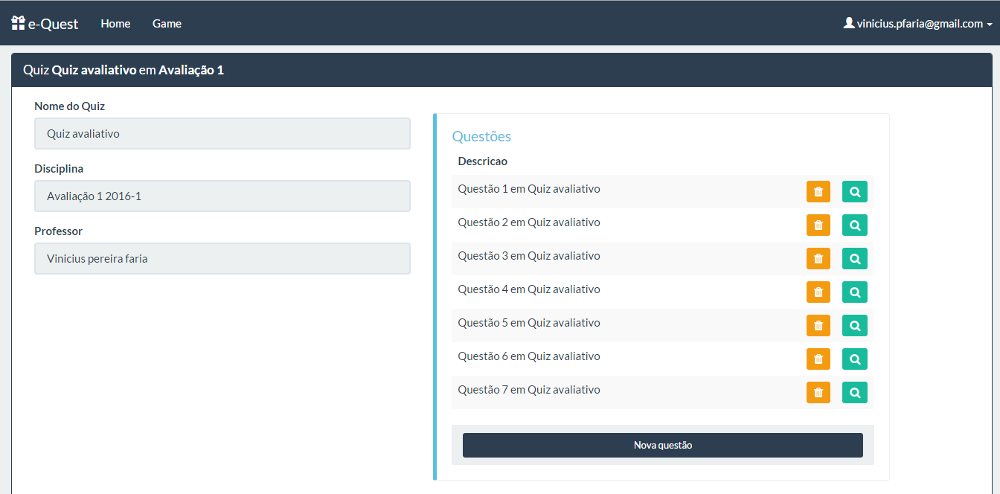 e-Quest Home Game vinicius.pfaria@gmail.com
Quiz Quiz avaliativo em Avaliação 1
Nome do Quiz
Quiz avaliativo
Disciplina
Avaliação 1 2016-1
Professor
Vinicius pereira faria
Questões
Descricao
Questão 1 em Quiz avaliativo
Questão 2 em Quiz avaliativo
Questão 3 em Quiz avaliativo
Questão 4 em Quiz avaliativo
Questão 5 em Quiz avaliativo
Questão 6 em Quiz avaliativo
Questão 7 em Quiz avaliativo
Nova questão